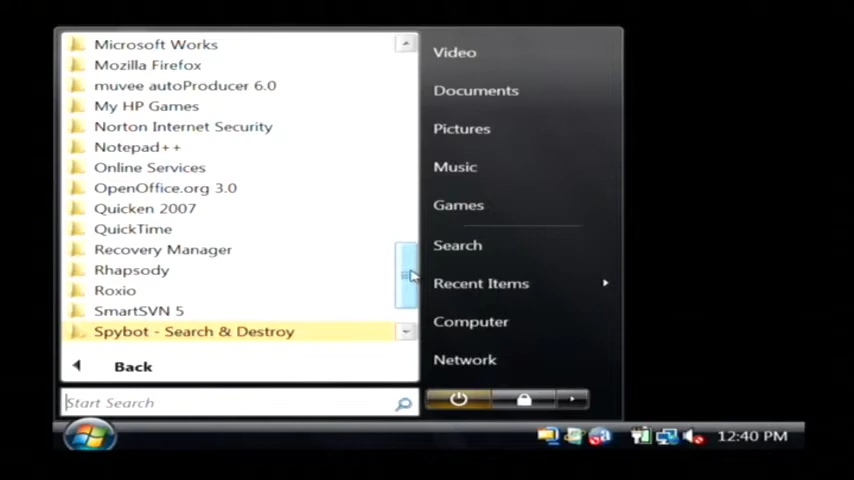 Microsoft Works
Mozilla Firefox
muvee autoProducer 6.0
My HP Games
Norton Internet Security
Notepad++
Online Services
OpenOffice.org 3.0
Quicken 2007
QuickTime
Recovery Manager
Rhapsody
Roxio
SmartSVN 5
Spybot - Search & Destroy
Back
Start Search
Video
Documents
Pictures
Music
Games
Search
Recent Items
Computer
Network
12:40 PM